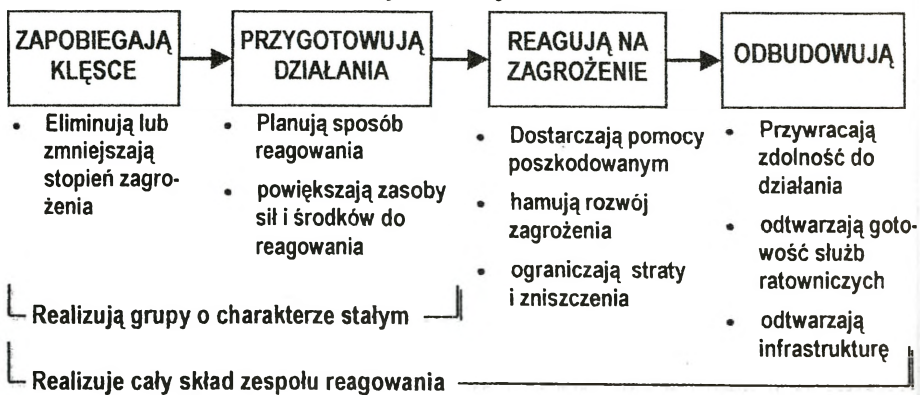 ZAPOBIEGAJĄ
KLĘSCE
PRZYGOTOWUJĄ
DZIAŁANIA
REAGUJĄ NA
ZAGROŻENIE
ODBUDOWUJĄ
• Eliminują lub
zmniejszają
stopień zagro-
żenia
• Planują sposób
reagowania
• powiększają zasoby
sił i środków do
reagowania
• Dostarczają pomocy
poszkodowanym
• hamują rozwój
zagrożenia
• ograniczają straty
i zniszczenia
• Przywracają
zdolność do
działania
• odtwarzają goto-
wość służb
ratowniczych
• odtwarzają
infrastrukturę
Realizują grupy o charakterze stałym
Realizuje cały skład zespołu reagowania